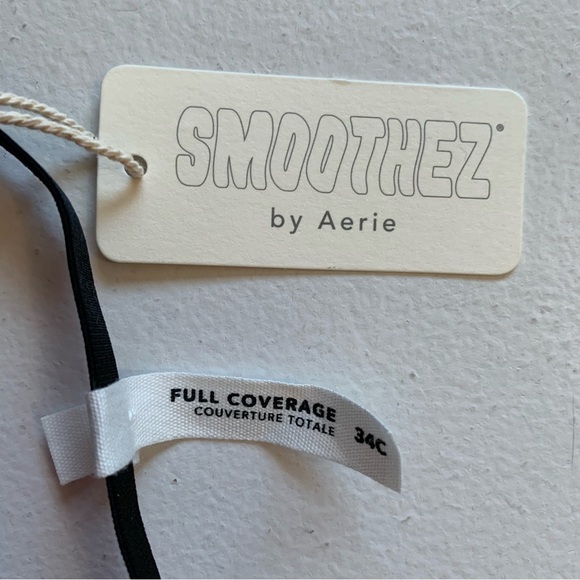 SMOOTHEZ®
by Aerie
FULL COVERAGE
COUVERTURE TOTALE
34C